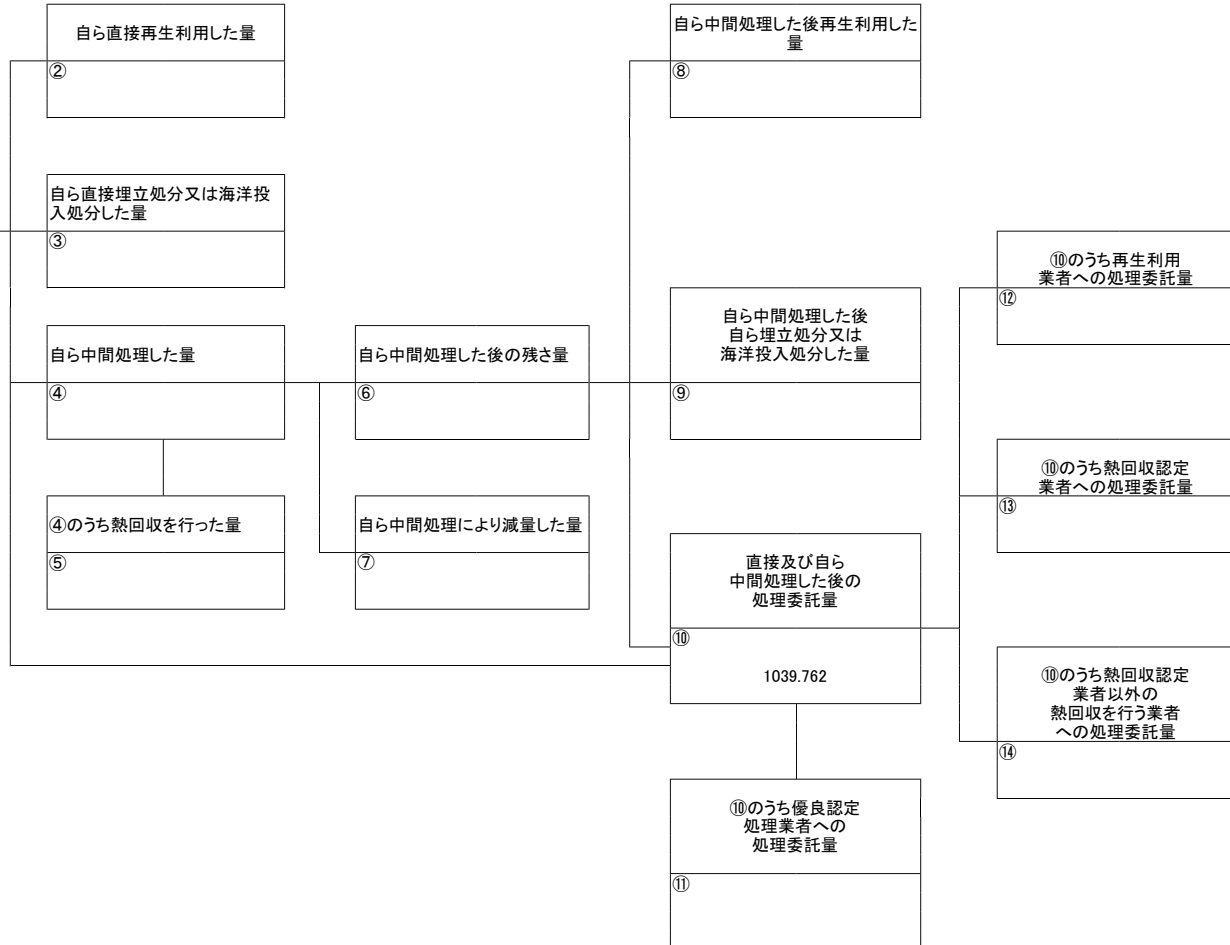 自ら直接再生利用した量
②
自ら中間処理した後再生利用した
量
⑧
自ら直接埋立処分又は海洋投
入処分した量
③
⑩のうち再生利用
業者への処理委託量
⑫
自ら中間処理した量
④
自ら中間処理した後の残さ量
⑥
自ら中間処理した後
自ら埋立処分又は
海洋投入処分した量
⑨
⑩のうち熱回収認定
業者への処理委託量
⑬
④のうち熱回収を行った量
⑤
自ら中間処理により減量した量
⑦
直接及び自ら
中間処理した後の
処理委託量
⑩
1039.762
⑩のうち熱回収認定
業者以外の
熱回収を行う業者
への処理委託量
⑭
⑩のうち優良認定
処理業者への
処理委託量
⑪